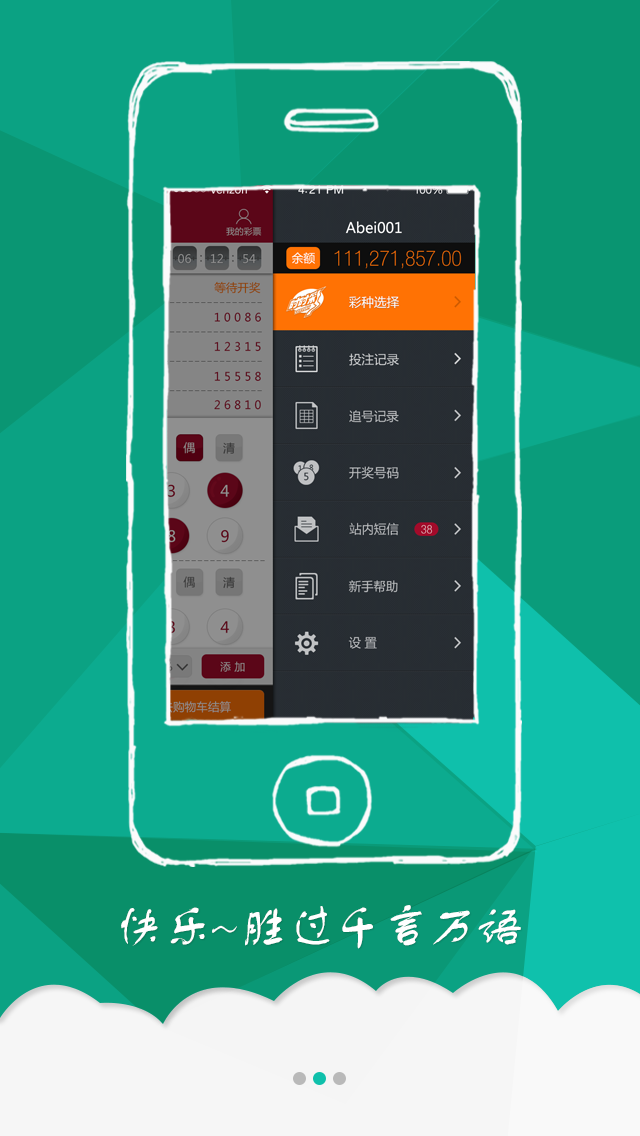 verizon 4:21 PM 100%
我的彩票
Abei001
06 : 12 : 54
余额 111,271,857.00
等待开奖
彩种选择
10086
12315
投注记录
15558
26810
追号记录
偶 清
开奖号码
3 4
5
8 9
站内短信 38
偶 清
新手帮助
3 4
设 置
添 加
购物车结算
快乐~胜过千言万语